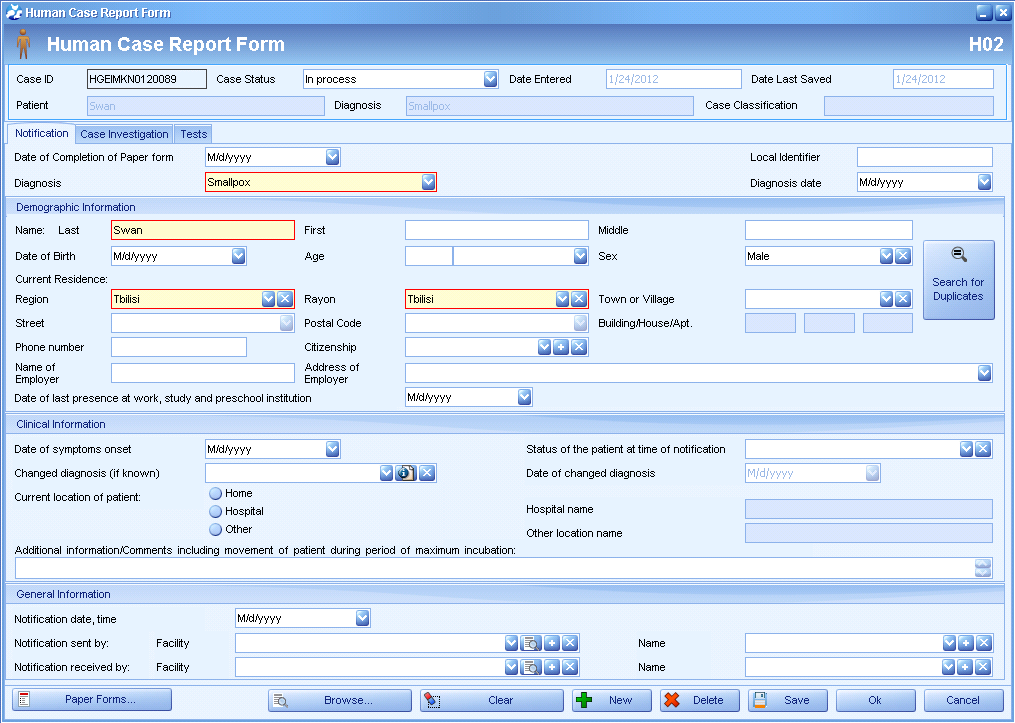 Human Case Report Form
Human Case Report Form H02
Case ID HGEIMKN0120089 Case Status In process Date Entered 1/24/2012 Date Last Saved 1/24/2012
Patient Swan Diagnosis Smallpox Case Classification
Notification Case Investigation Tests
Date of Completion of Paper form M/d/yyyy Local Identifier
Diagnosis Smallpox Diagnosis date M/d/yyyy
Demographic Information
Name: Last Swan First Middle
Date of Birth M/d/yyyy Age Sex Male
Search for
Duplicates
Current Residence:
Region Tbilisi Rayon Tbilisi Town or Village
Street Postal Code Building/House/Apt.
Phone number Citizenship
Name of
Employer
Address of
Employer
Date of last presence at work, study and preschool institution M/d/yyyy
Clinical Information
Date of symptoms onset M/d/yyyy Status of the patient at time of notification
Changed diagnosis (if known) Date of changed diagnosis M/d/yyyy
Current location of patient: Home
Hospital Hospital name
Other Other location name
Additional information/Comments including movement of patient during period of maximum incubation:
General Information
Notification date, time M/d/yyyy
Notification sent by: Facility Name
Notification received by: Facility Name
Paper Forms... Browse... Clear New Delete Save Ok Cancel